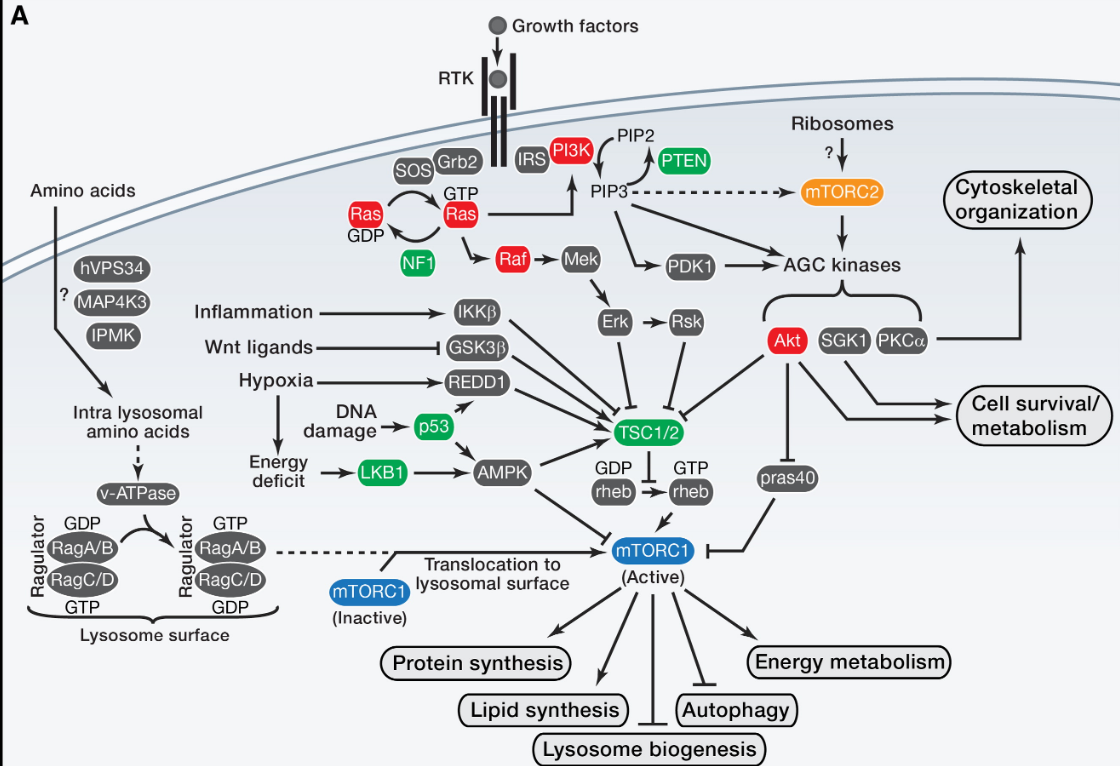 A
Growth factors
RTK
Ribosomes
?
PIP2
PI3K
IRS
PTEN
Grb2
SOS
GTP
PIP3
mTORC2
Cytoskeletal
organization
Amino acids
Ras
Ras
GDP
NF1
Raf
Mek
PDK1
AGC kinases
hVPS34
?
MAP4K3
IPMK
Inflammation
IKKβ
Erk
Rsk
Wnt ligands
GSK3β
Akt
SGK1
PKCα
Hypoxia
REDD1
Cell survival/
metabolism
Intra lysosomal
amino acids
DNA
damage
p53
TSC1/2
Energy
deficit
LKB1
AMPK
GDP
GTP
rheb
rheb
pras40
v-ATPase
Ragulator
GDP
RagA/B
RagC/D
GTP
Ragulator
GTP
RagA/B
RagC/D
GDP
Lysosome surface
Translocation to
lysosomal surface
mTORC1
(Inactive)
mTORC1
(Active)
Protein synthesis
Energy metabolism
Lipid synthesis
Autophagy
Lysosome biogenesis